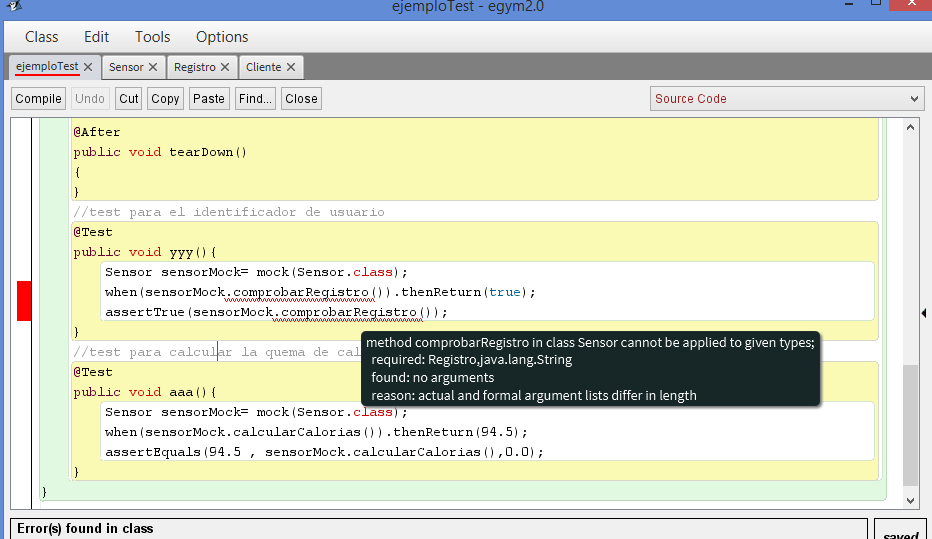 ejemploTest - egym2.0
Class Edit Tools Options
ejemploTest Sensor Registro Cliente
Compile Undo Cut Copy Paste Find... Close Source Code
@After
public void tearDown()
{
}
//test para el identificador de usuario
@Test
public void yyy(){
Sensor sensorMock= mock(Sensor.class);
when(sensorMock.comprobarRegistro()).thenReturn(true);
assertTrue(sensorMock.comprobarRegistro());
}
//test para calcular la quema de cal
method comprobarRegistro in class Sensor cannot be applied to given types;
required: Registro,java.lang.String
found: no arguments
reason: actual and formal argument lists differ in length
@Test
public void aaa(){
Sensor sensorMock= mock(Sensor.class);
when(sensorMock.calcularCalorias()).thenReturn(94.5);
assertEquals(94.5 , sensorMock.calcularCalorias(),0.0);
}
}
Error(s) found in class
saved